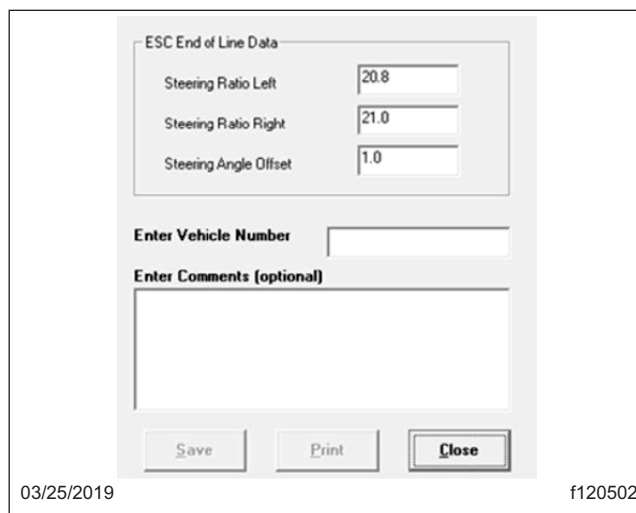 ESC End of Line Data
Steering Ratio Left 20.8
Steering Ratio Right 21.0
Steering Angle Offset 1.0
Enter Vehicle Number
Enter Comments (optional)
Save Print Close
03/25/2019 f120502